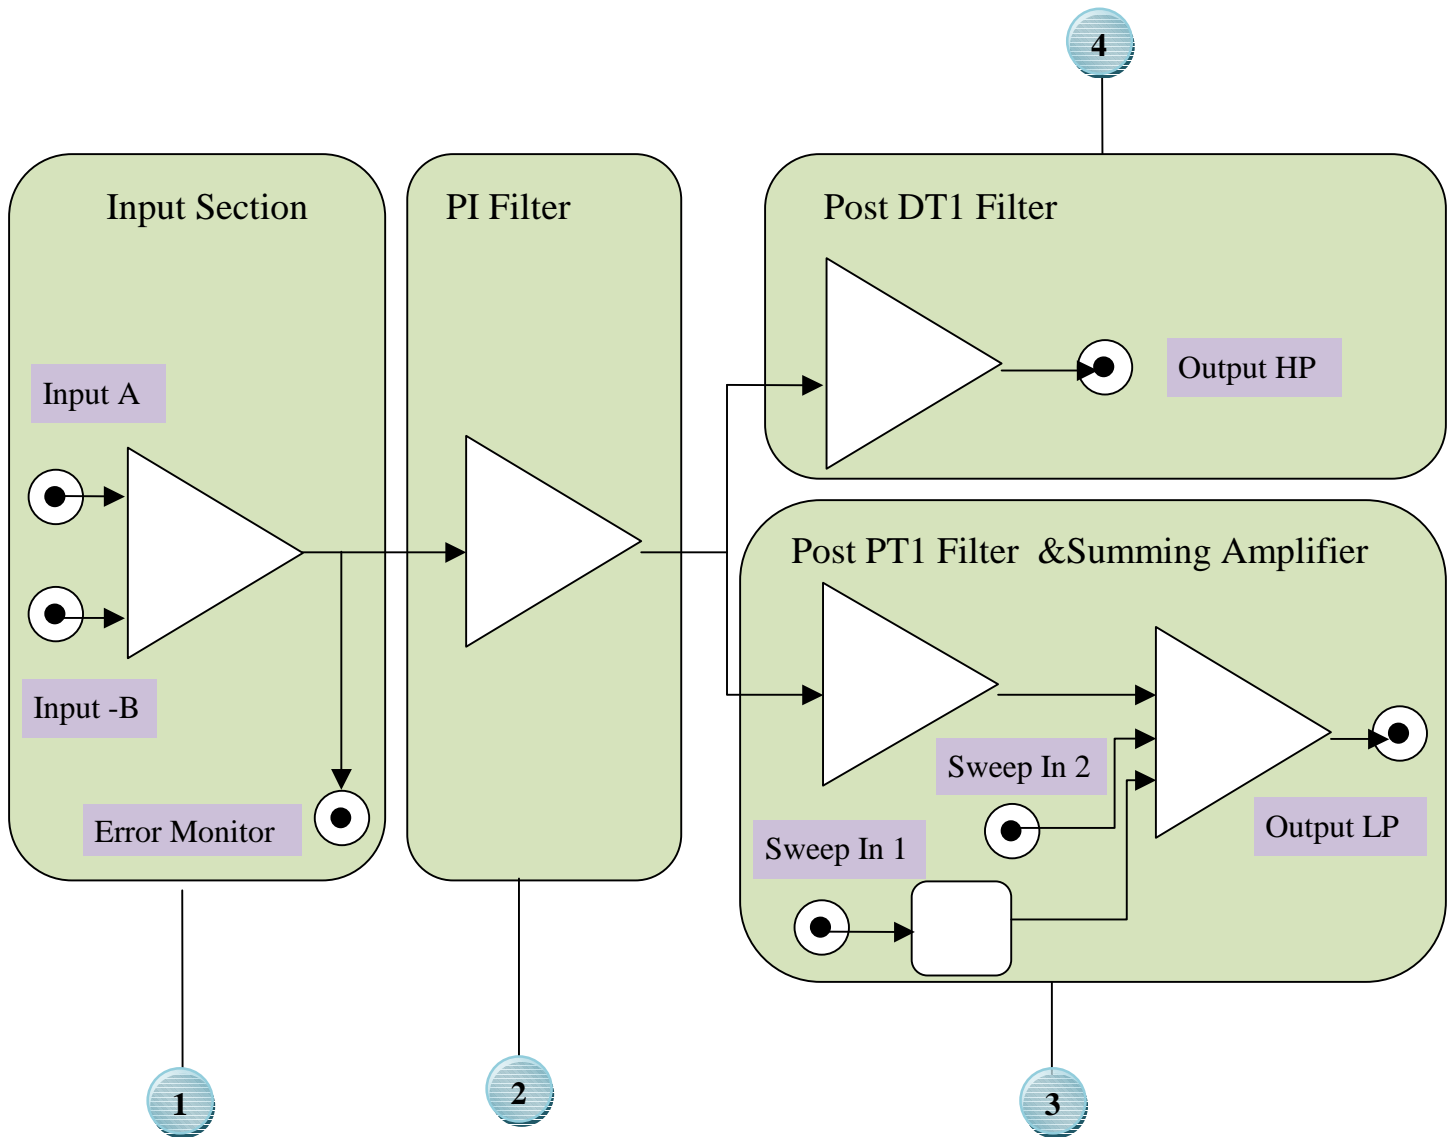 4
Input Section
PI Filter
Post DT1 Filter
Input A
Output HP
Input -B
Error Monitor
Post PT1 Filter  &Summing Amplifier
Sweep In 2
Sweep In 1
Output LP
1
2
3